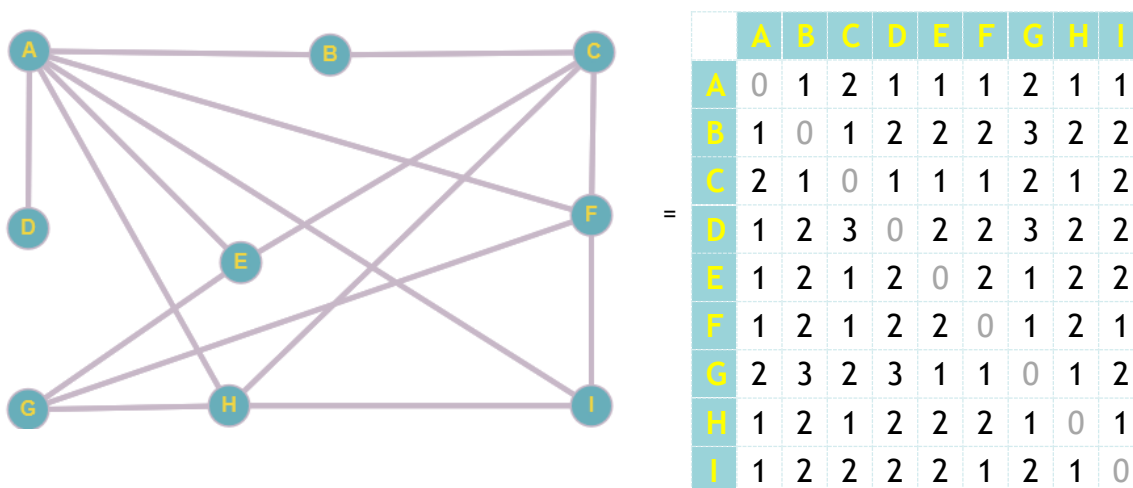 A B C
F
D
E
G H I
=
A B C D E F G H I
A 0 1 2 1 1 1 2 1 1
B 1 0 1 2 2 2 3 2 2
C 2 1 0 1 1 1 2 1 2
D 1 2 3 0 2 2 3 2 2
E 1 2 1 2 0 2 1 2 2
F 1 2 1 2 2 0 1 2 1
G 2 3 2 3 1 1 0 1 2
H 1 2 1 2 2 2 1 0 1
I 1 2 2 2 2 1 2 1 0